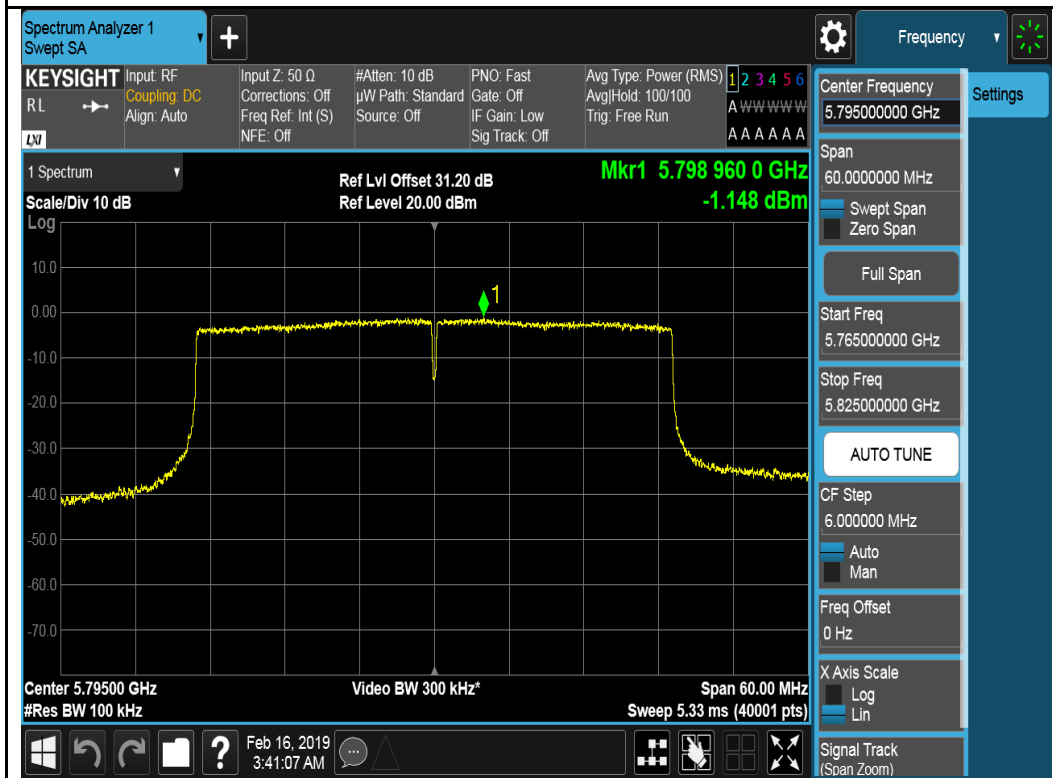 Spectrum Analyzer 1
Swept SA
+
Frequency
KEYSIGHT
R L
LXI
Input: RF
Coupling: DC
Align: Auto
Input Z: 50 Ω
Corrections: Off
Freq Ref: Int (S)
NFE: Off
#Atten: 10 dB
µW Path: Standard
Source: Off
PNO: Fast
Gate: Off
IF Gain: Low
Sig Track: Off
Avg Type: Power (RMS)
Avg|Hold: 100/100
Trig: Free Run
1 2 3 4 5 6
A W W W W W
A A A A A A
1 Spectrum
Scale/Div 10 dB
Log
Ref Lvl Offset 31.20 dB
Ref Level 20.00 dBm
Mkr1 5.798 960 0 GHz
-1.148 dBm
10.0
0.00
-10.0
-20.0
-30.0
-40.0
-50.0
-60.0
-70.0
1
Center 5.79500 GHz
#Res BW 100 kHz
Video BW 300 kHz*
Span 60.00 MHz
Sweep 5.33 ms (40001 pts)
?
Feb 16, 2019
3:41:07 AM
Center Frequency
5.795000000 GHz
Settings
Span
60.0000000 MHz
Swept Span
Zero Span
Full Span
Start Freq
5.765000000 GHz
Stop Freq
5.825000000 GHz
AUTO TUNE
CF Step
6.000000 MHz
Auto
Man
Freq Offset
0 Hz
X Axis Scale
Log
Lin
Signal Track
(Span Zoom)